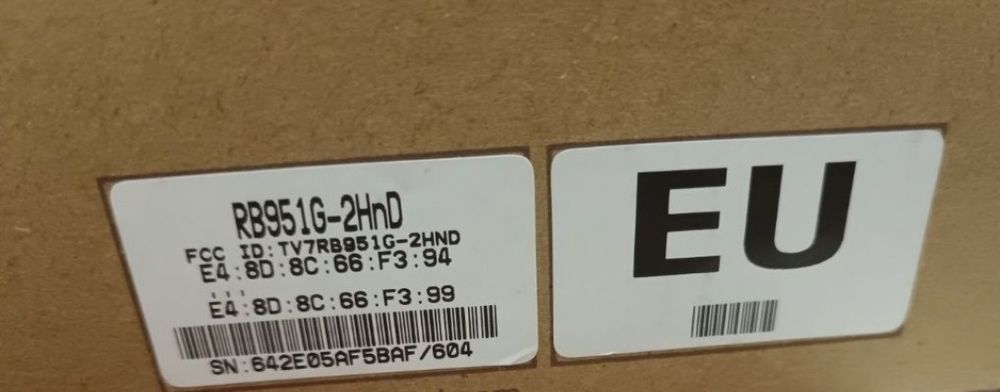 RB951G-2HnD
FCC ID:TV7RB951G-2HND
E4:8D:8C:66:F3:94
...
E4:8D:8C:66:F3:99
SN:642E05AF5BAF/604
EU